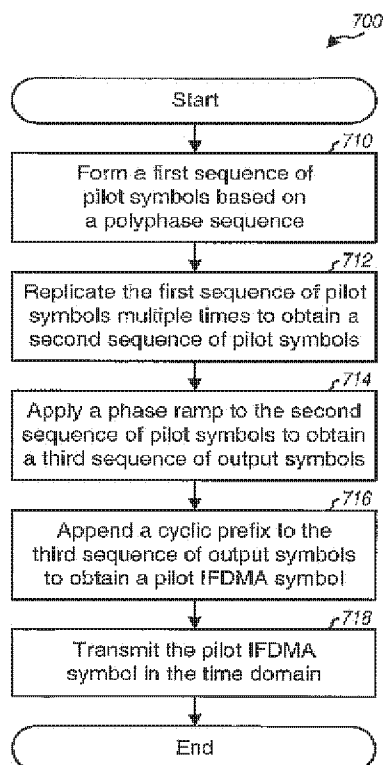 700
Start
710
Form a first sequence of
pilot symbols based on
a polyphase sequence
712
Replicate the first sequence of pilot
symbols multiple times to obtain a
second sequence of pilot symbols
714
Apply a phase ramp to the second
sequence of pilot symbols to obtain
a third sequence of output symbols
716
Append a cyclic prefix to the
third sequence of output symbols
to obtain a pilot IFDMA symbol
718
Transmit the pilot IFDMA
symbol in the time domain
End